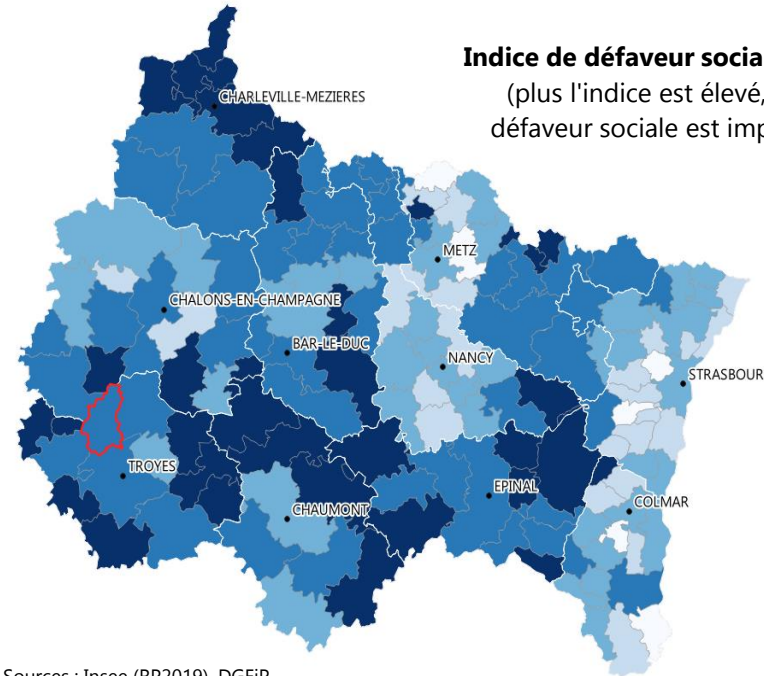 Indice de défaveur socia
(plus l'indice est élevé,
défaveur sociale est imp
CHARLEVILLE-MEZIERES
METZ
CHALONS-EN-CHAMPAGNE
BAR-LE-DUC
NANCY
STRASBOUR
TROYES
EPINAL
CHAUMONT
COLMAR
Sources : Insee (RP2019), DGFiP